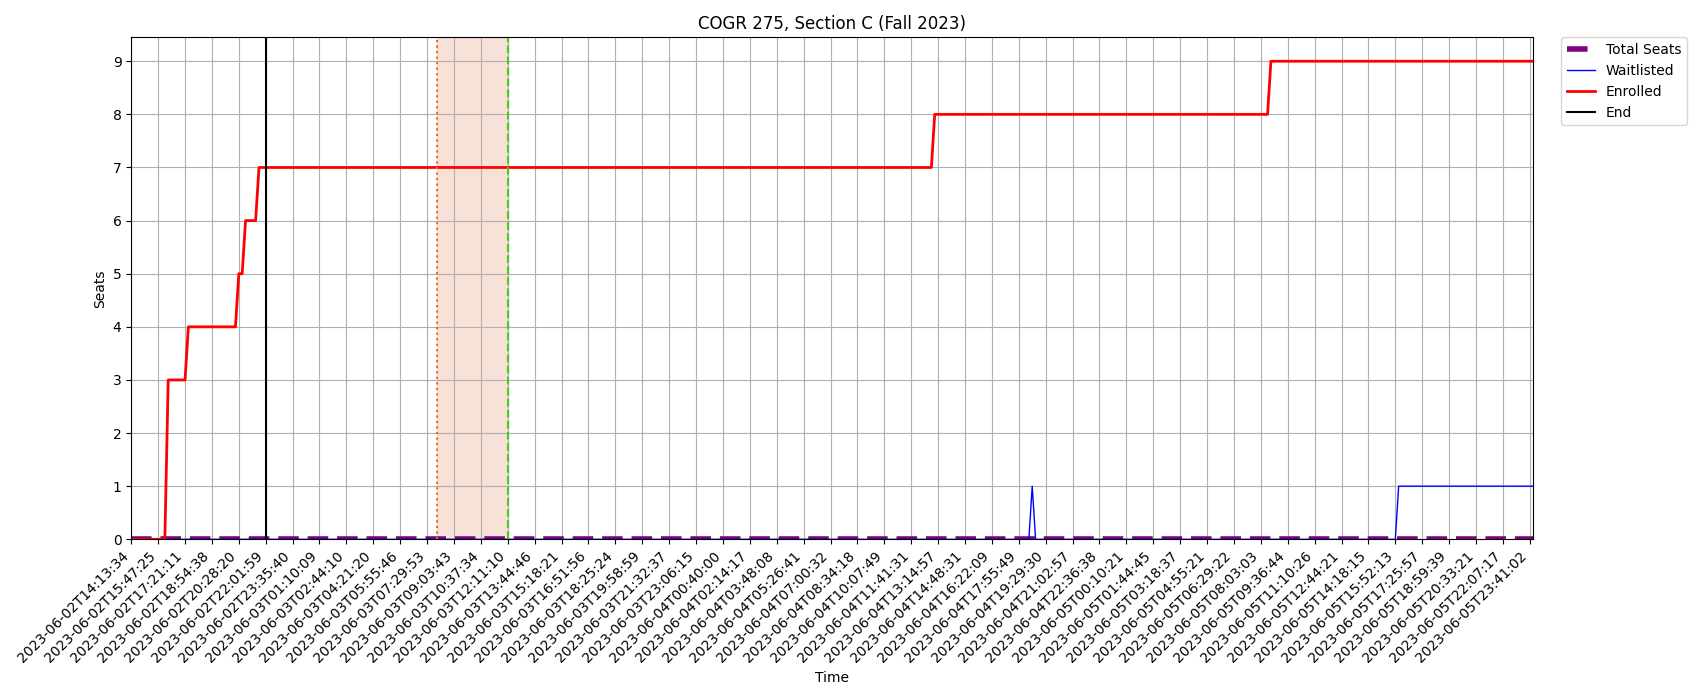 COGR 275, Section C (Fall 2023)
Total Seats
Waitlisted
Enrolled
End
Seats
9
8
7
6
5
4
3
2
1
0
2023-06-02T14:13:34
2023-06-02T15:47:25
2023-06-02T17:21:11
2023-06-02T18:54:38
2023-06-02T20:28:20
2023-06-02T22:01:59
2023-06-02T23:35:40
2023-06-03T01:10:09
2023-06-03T02:44:10
2023-06-03T04:21:20
2023-06-03T05:55:46
2023-06-03T07:29:53
2023-06-03T09:03:43
2023-06-03T10:37:34
2023-06-03T12:11:10
2023-06-03T13:44:46
2023-06-03T15:18:21
2023-06-03T16:51:56
2023-06-03T18:25:24
2023-06-03T19:58:59
2023-06-03T21:32:37
2023-06-03T23:06:15
2023-06-04T00:40:00
2023-06-04T02:14:17
2023-06-04T03:48:08
2023-06-04T05:26:41
2023-06-04T07:00:32
2023-06-04T08:34:18
2023-06-04T10:07:49
2023-06-04T11:41:31
2023-06-04T13:14:57
2023-06-04T14:48:31
2023-06-04T16:22:09
2023-06-04T17:55:49
2023-06-04T19:29:30
2023-06-04T21:02:57
2023-06-04T22:36:38
2023-06-05T00:10:21
2023-06-05T01:44:45
2023-06-05T03:18:37
2023-06-05T04:55:21
2023-06-05T06:29:22
2023-06-05T08:03:03
2023-06-05T09:36:44
2023-06-05T11:10:26
2023-06-05T12:44:21
2023-06-05T14:18:15
2023-06-05T15:52:13
2023-06-05T17:25:57
2023-06-05T18:59:39
2023-06-05T20:33:21
2023-06-05T22:07:17
2023-06-05T23:41:02
Time